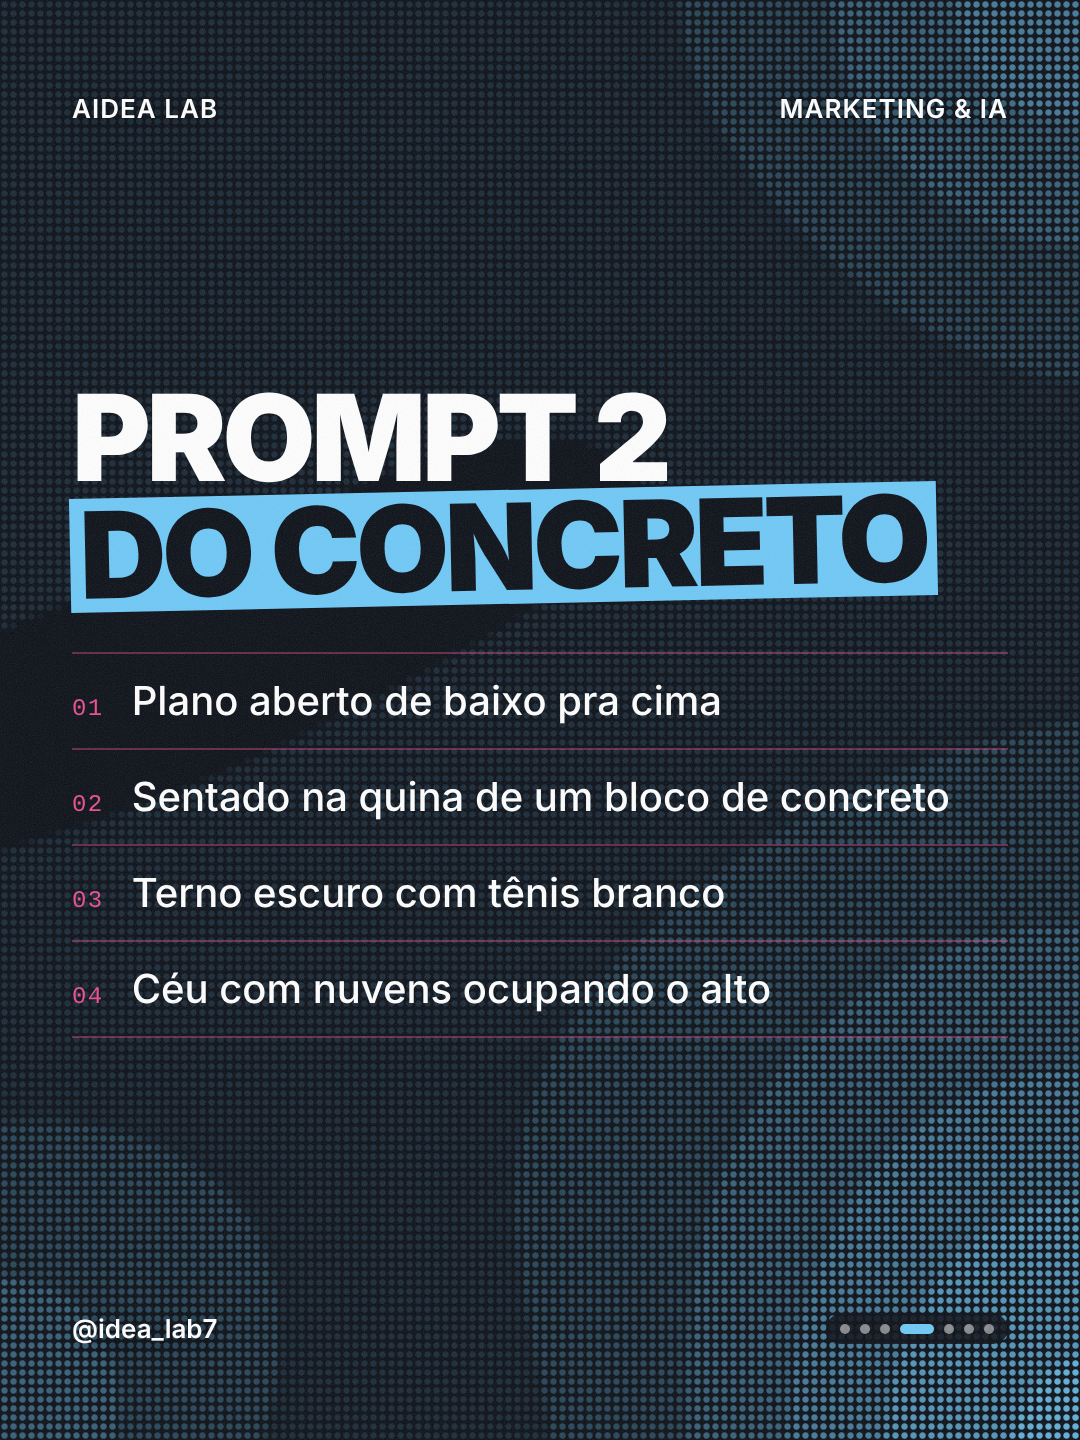 AIDEA LAB
MARKETING & IA
PROMPT 2
DO CONCRETO
01 Plano aberto de baixo pra cima
02 Sentado na quina de um bloco de concreto
03 Terno escuro com tênis branco
04 Céu com nuvens ocupando o alto
@idea_lab7